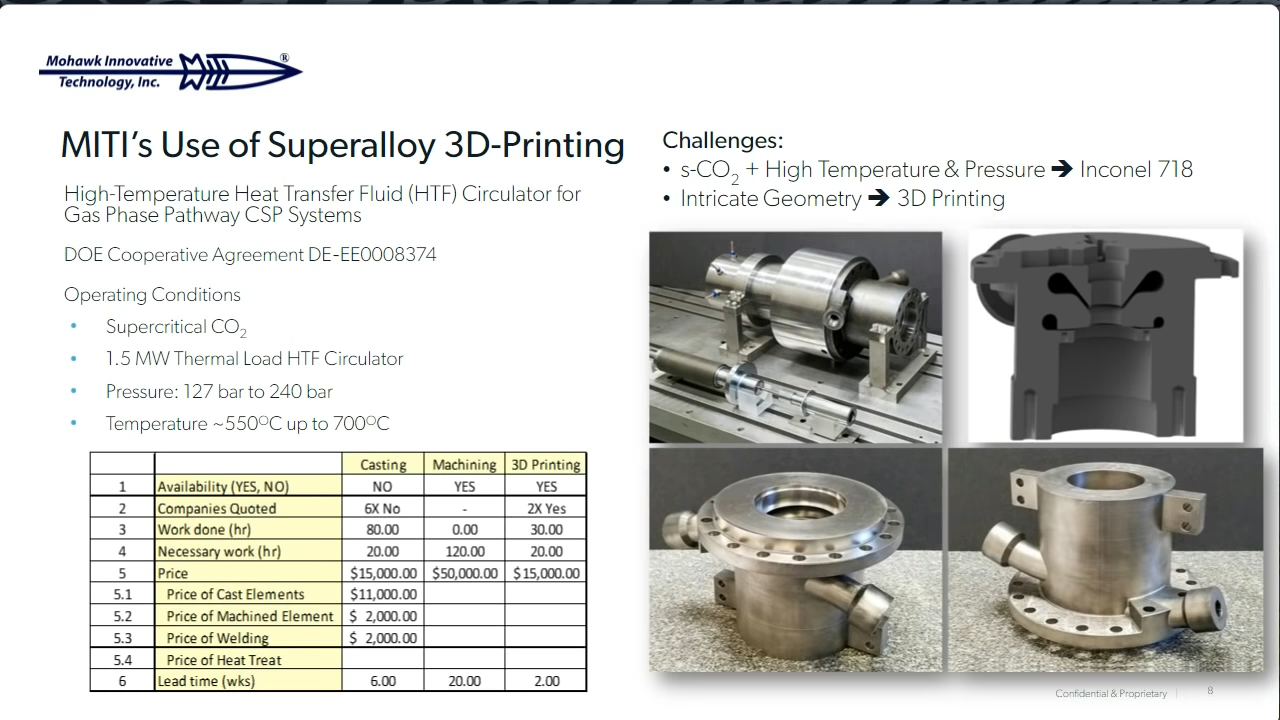 Mohawk Innovative
Technology, Inc.
®
MITI's Use of Superalloy 3D-Printing
High-Temperature Heat Transfer Fluid (HTF) Circulator for
Gas Phase Pathway CSP Systems
DOE Cooperative Agreement DE-EE0008374
Operating Conditions
• Supercritical CO2
• 1.5 MW Thermal Load HTF Circulator
• Pressure: 127 bar to 240 bar
• Temperature ~550ºC up to 700ºC
Casting Machining 3D Printing
1 Availability (YES, NO) NO YES YES
2 Companies Quoted 6X No - 2X Yes
3 Work done (hr) 80.00 0.00 30.00
4 Necessary work (hr) 20.00 120.00 20.00
5 Price $15,000.00 $50,000.00 $15,000.00
5.1 Price of Cast Elements $11,000.00
5.2 Price of Machined Element $ 2,000.00
5.3 Price of Welding $ 2,000.00
5.4 Price of Heat Treat
6 Lead time (wks) 6.00 20.00 2.00
Challenges:
• s-CO2 + High Temperature & Pressure ➔ Inconel 718
• Intricate Geometry ➔ 3D Printing
Confidential & Proprietary | 8